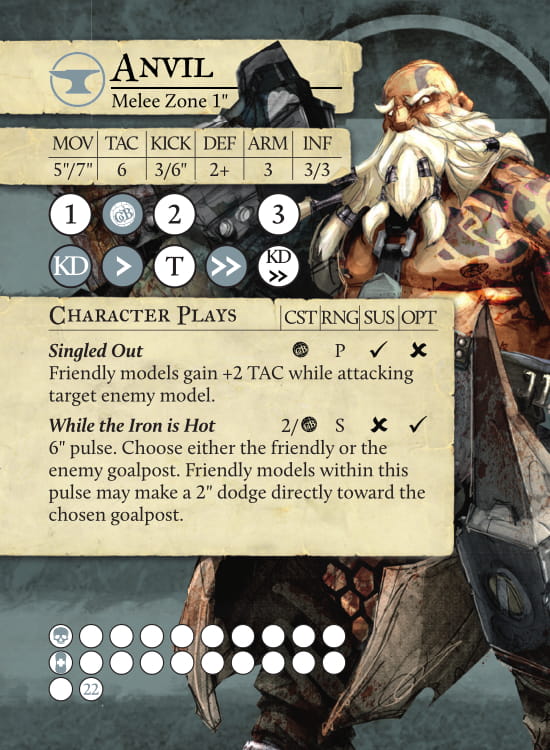 Anvil
Melee Zone 1"
MOV TAC KICK DEF ARM INF
5"/7" 6 3/6" 2+ 3 3/3
1 GB 2 3
KD > T >> KD >>
Character Plays CST RNG SUS OPT
Singled Out GB P ✓ ✘
Friendly models gain +2 TAC while attacking
target enemy model.
While the Iron is Hot 2/GB S ✘ ✓
6" pulse. Choose either the friendly or the
enemy goalpost. Friendly models within this
pulse may make a 2" dodge directly toward the
chosen goalpost.
22